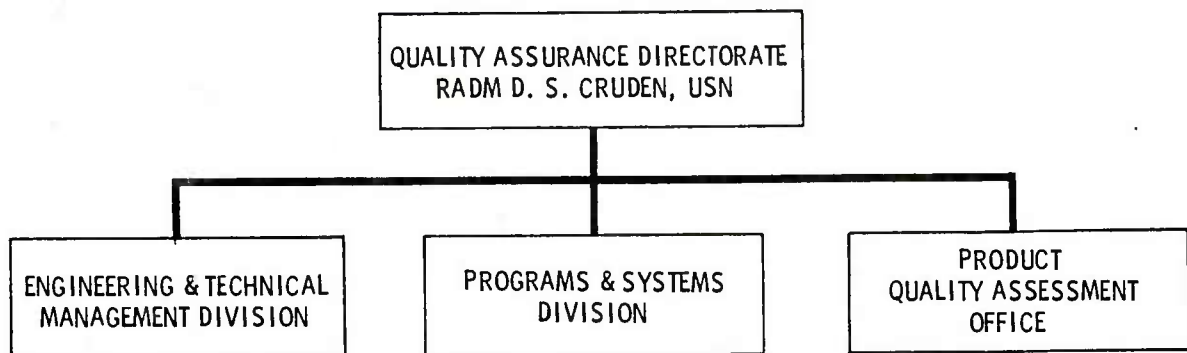 QUALITY ASSURANCE DIRECTORATE
RADM D. S. CRUDEN, USN
ENGINEERING & TECHNICAL
MANAGEMENT DIVISION
PROGRAMS & SYSTEMS
DIVISION
PRODUCT
QUALITY ASSESSMENT
OFFICE